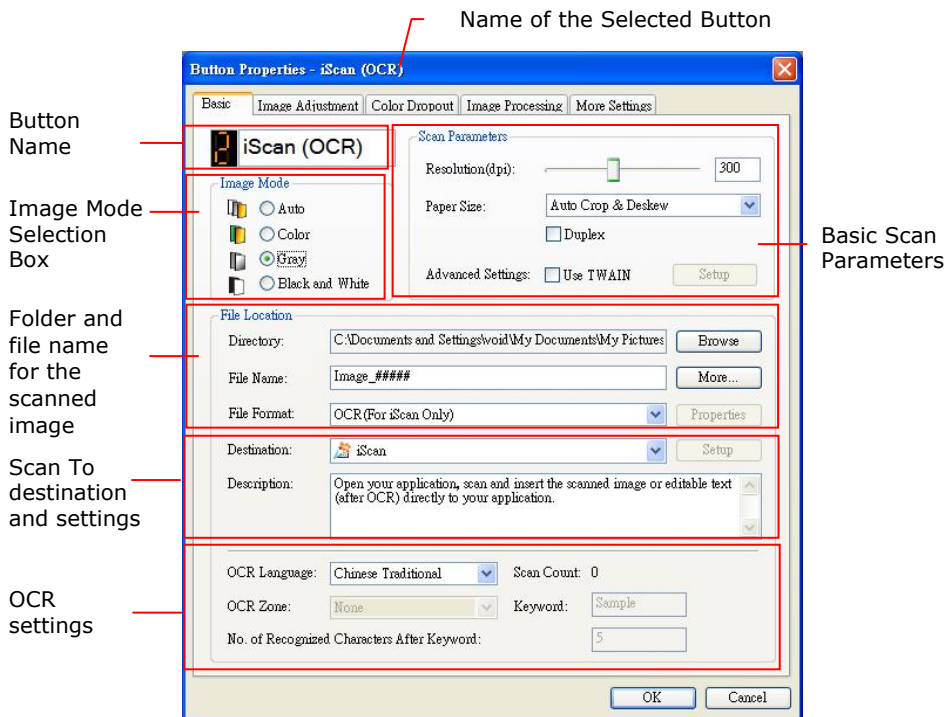 Name of the Selected Button
Button Properties - iScan (OCR)
Basic Image Adjustment Color Dropout Image Processing More Settings
Button
Name
2 iScan (OCR)
Image Mode
Selection
Box
Image Mode
Auto
Color
Gray
Black and White
Scan Parameters
Resolution(dpi): 300
Paper Size: Auto Crop & Deskew
Duplex
Advanced Settings: Use TWAIN Setup
Basic Scan
Parameters
Folder and
file name
for the
scanned
image
File Location
Directory: C:\Documents and Settings\void\My Documents\My Pictures Browse
File Name: Image_##### More...
File Format: OCR(For iScan Only) Properties
Scan To
destination
and settings
Destination: iScan Setup
Description: Open your application, scan and insert the scanned image or editable text
(after OCR) directly to your application.
OCR
settings
OCR Language: Chinese Traditional Scan Count: 0
OCR Zone: None Keyword: Sample
No. of Recognized Characters After Keyword: 5
OK Cancel